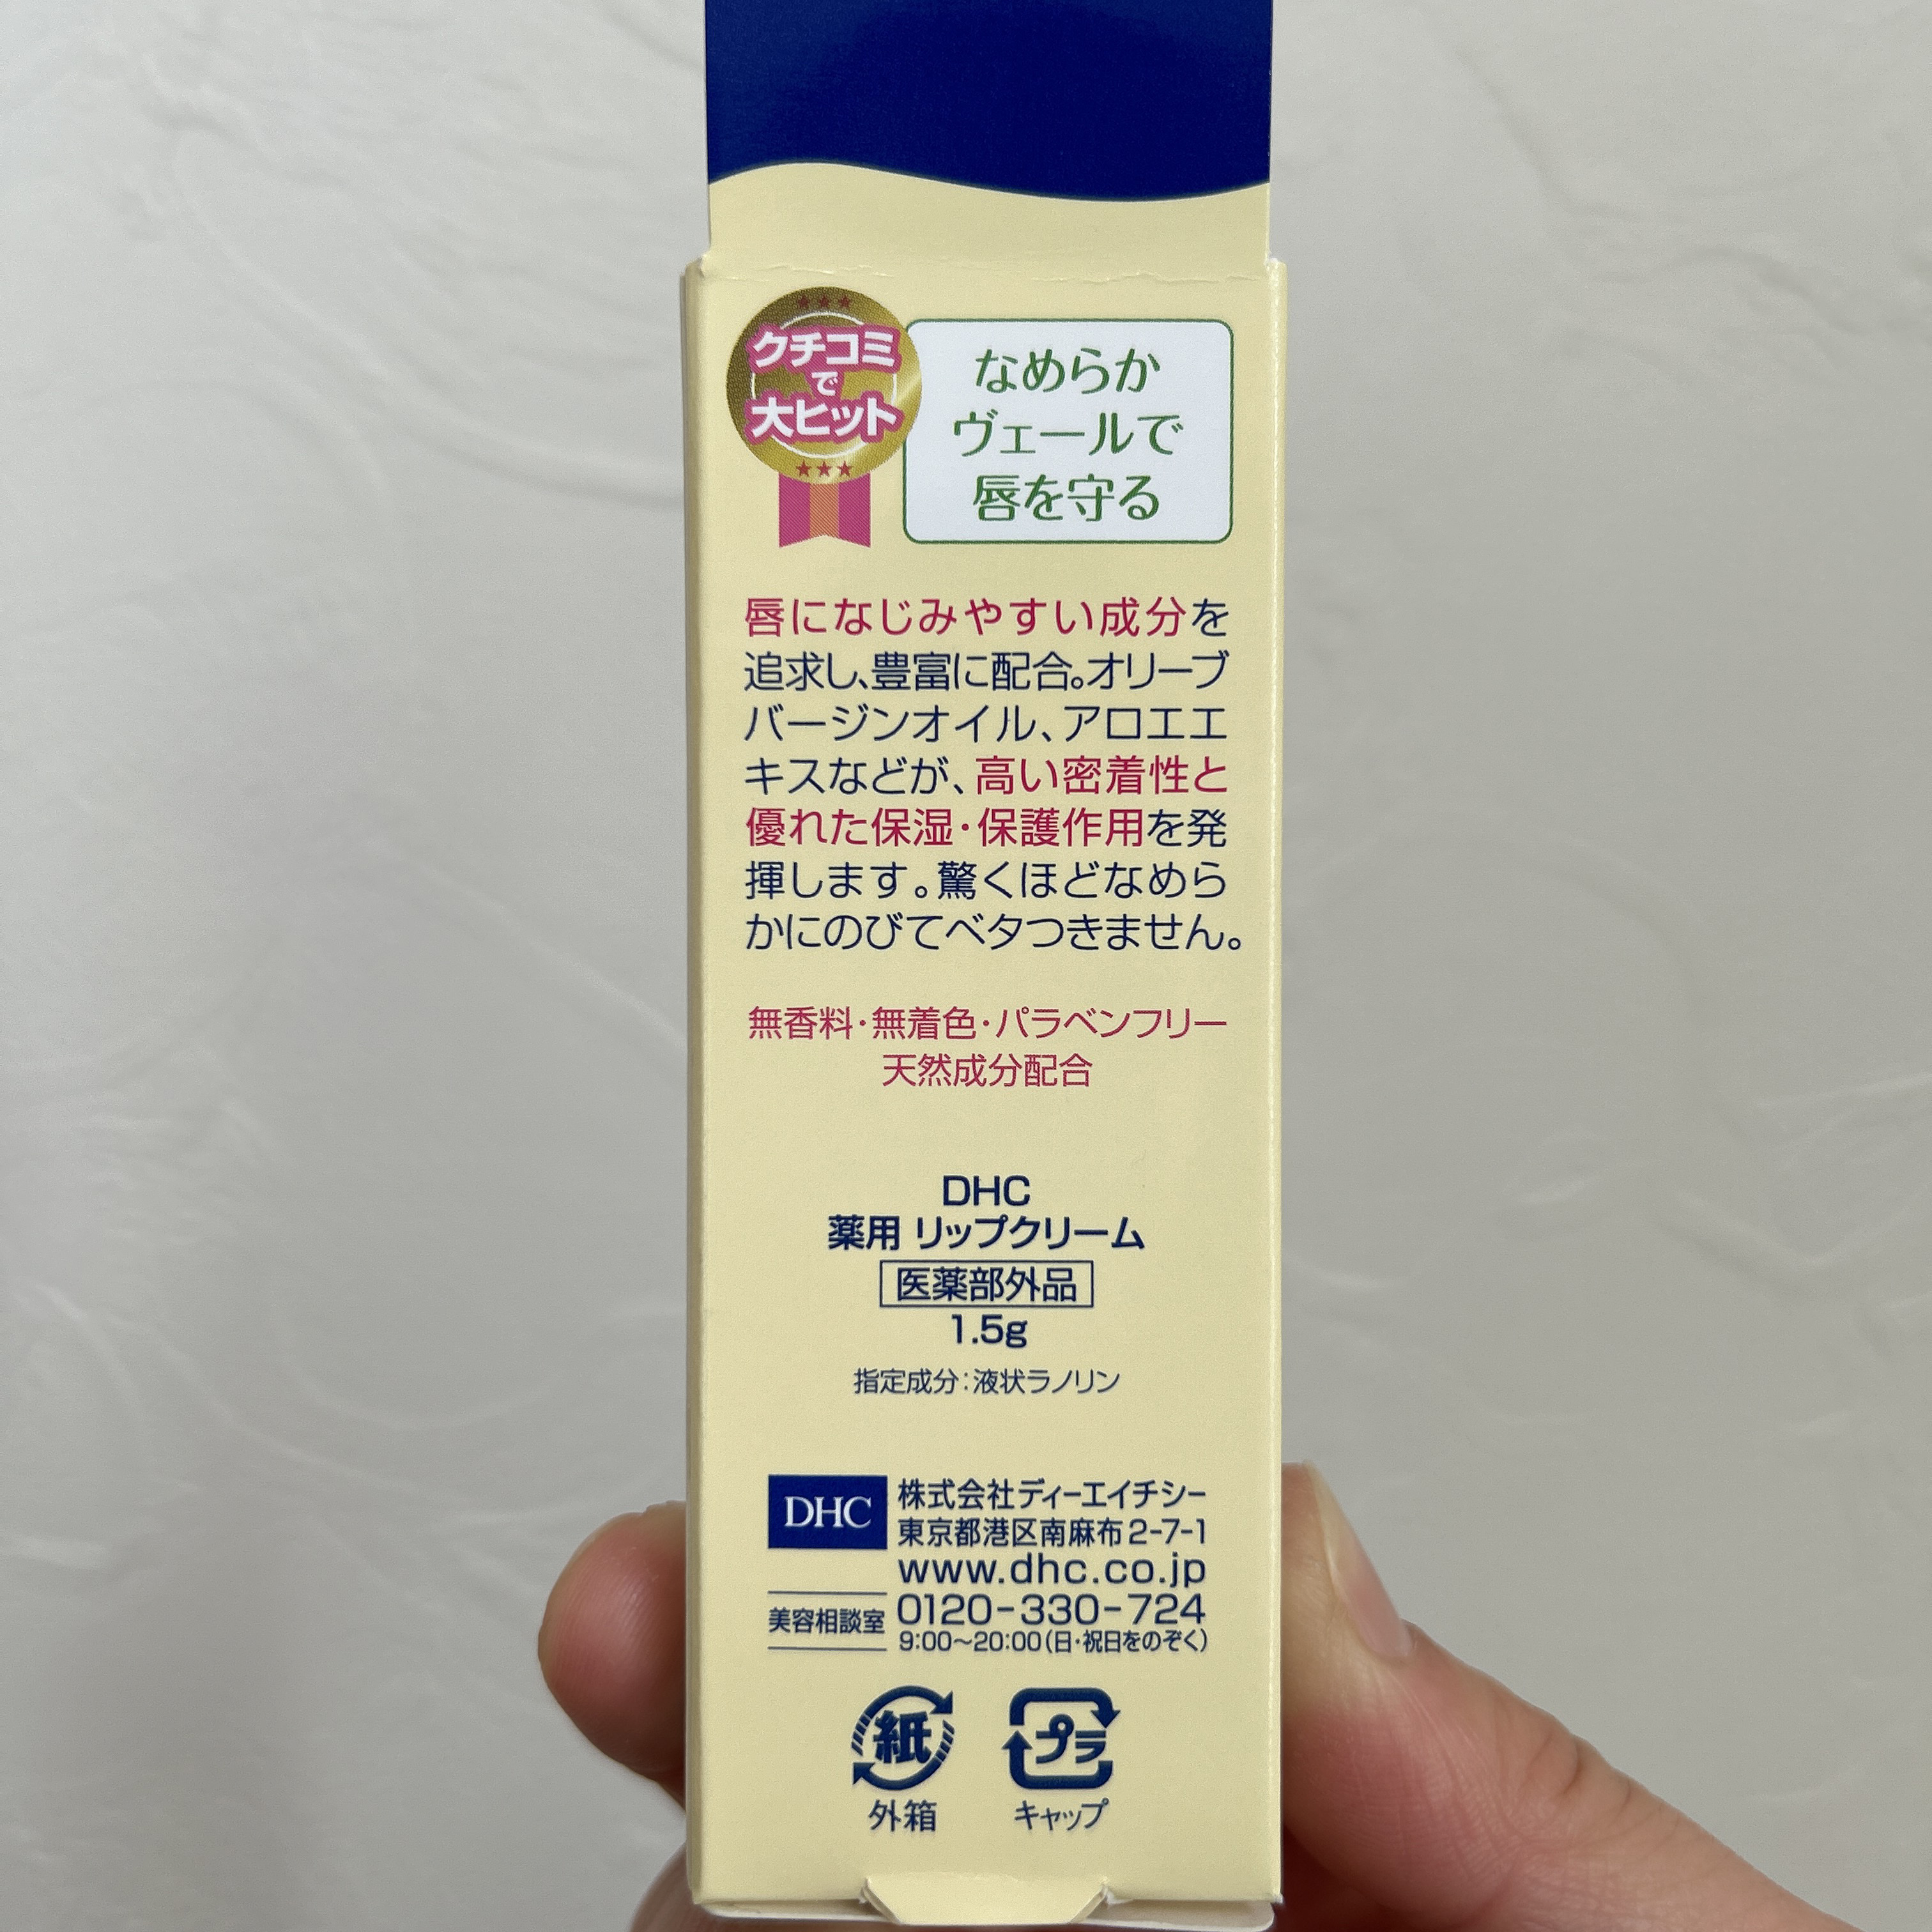 ★★★
クチコミ
で
大ヒット
★★★
なめらか
ヴェールで
唇を守る
唇になじみやすい成分を
追求し、豊富に配合。オリーブ
バージンオイル、アロエエ
キスなどが、高い密着性と
優れた保湿・保護作用を発
揮します。驚くほどなめら
かにのびてベタつきません。
無香料・無着色・パラベンフリー
天然成分配合
DHC
薬用 リップクリーム
医薬部外品
1.5g
指定成分：液状ラノリン
DHC
株式会社ディーエイチシー
東京都港区南麻布2-7-1
www.dhc.co.jp
美容相談室
0120-330-724
9:00〜20:00（日・祝日をのぞく）
紙
外箱
プラ
キャップ